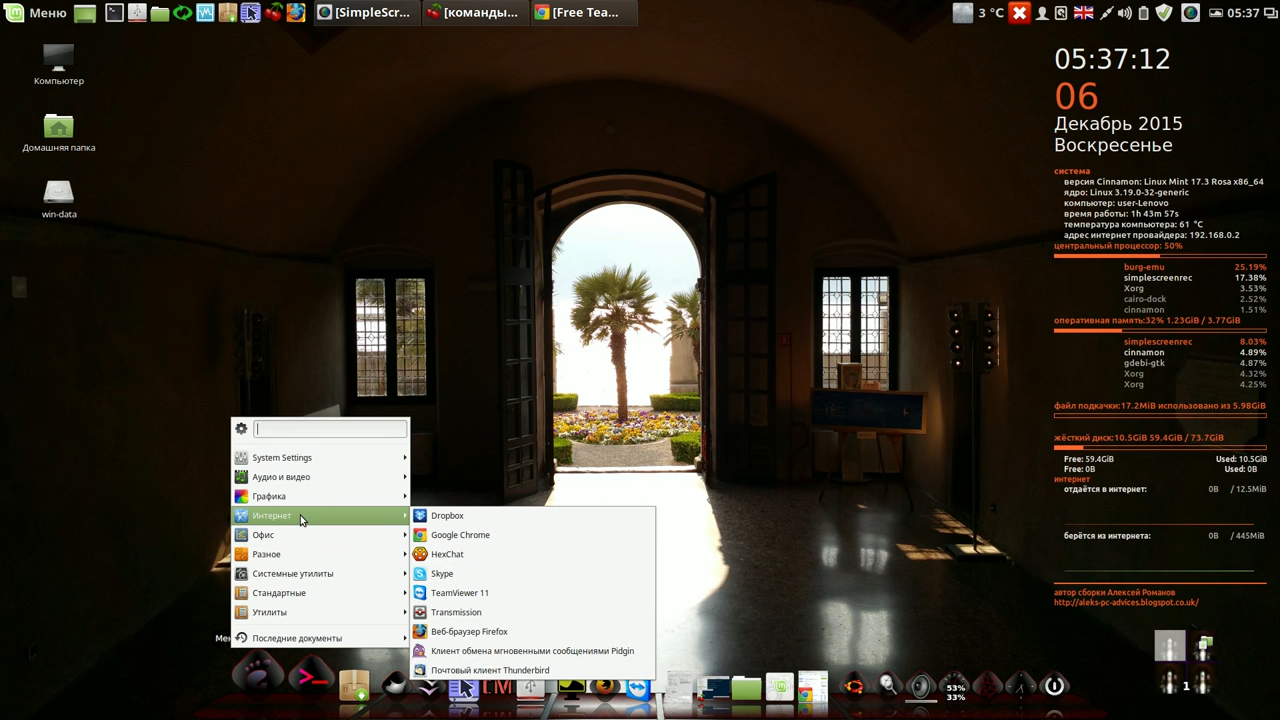 Меню
[SimpleScr...
[команды...
[Free Tea...
3 °C
05:37
Компьютер
Домашняя папка
win-data
05:37:12
06
Декабрь 2015
Воскресенье
система
версия Cinnamon: Linux Mint 17.3 Rosa x86_64
ядро: Linux 3.19.0-32-generic
компьютер: user-Lenovo
время работы: 1h 43m 57s
температура компьютера: 61 °C
адрес интернет провайдера: 192.168.0.2
центральный процессор: 50%
burg-emu 25.19%
simplescreenrec 17.38%
Xorg 3.53%
cairo-dock 2.52%
cinnamon 1.51%
оперативная память:32% 1.23GiB / 3.77GiB
simplescreenrec 8.03%
cinnamon 4.89%
gdebi-gtk 4.87%
Xorg 4.32%
Xorg 4.25%
файл подкачки:17.2MiB использовано из 5.98GiB
жёсткий диск:10.5GiB 59.4GiB / 73.7GiB
Free: 59.4GiB Used: 10.5GiB
Free: 0B Used: 0B
интернет
отдаётся в интернет: 0B / 12.5MiB
берётся из интернета: 0B / 445MiB
автор сборки Алексей Романов
http://aleks-pc-advices.blogspot.co.uk/
System Settings
Аудио и видео
Графика
Интернет
Офис
Разное
Системные утилиты
Стандартные
Утилиты
Последние документы
Dropbox
Google Chrome
HexChat
Skype
TeamViewer 11
Transmission
Веб-браузер Firefox
Клиент обмена мгновенными сообщениями Pidgin
Почтовый клиент Thunderbird
53%
33%
1